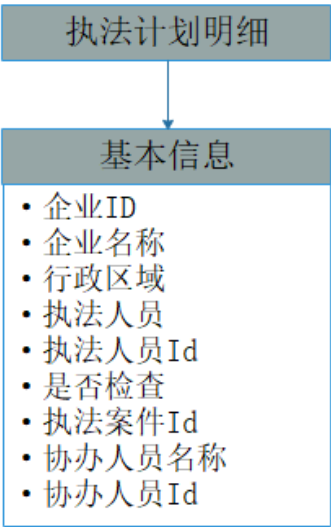 执法计划明细
基本信息
• 企业ID
• 企业名称
• 行政区域
• 执法人员
• 执法人员Id
• 是否检查
• 执法案件Id
• 协办人员名称
• 协办人员Id